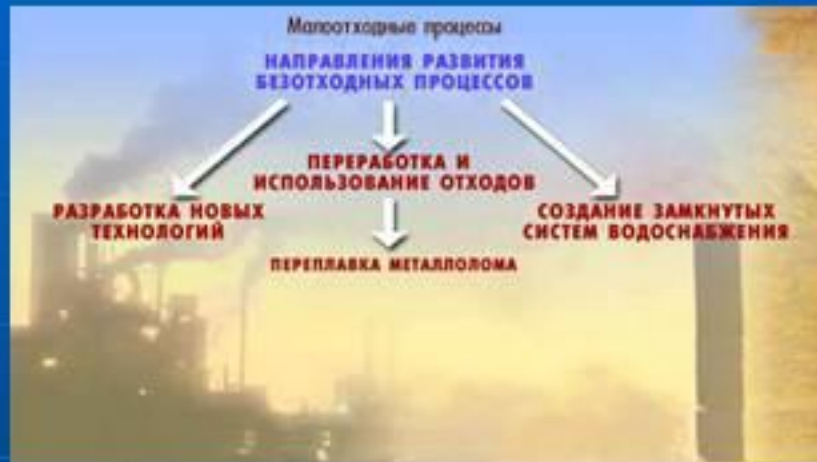 Малоотходные процессы
НАПРАВЛЕНИЯ РАЗВИТИЯ
БЕЗОТХОДНЫХ ПРОЦЕССОВ
ПЕРЕРАБОТКА И
ИСПОЛЬЗОВАНИЕ ОТХОДОВ
РАЗРАБОТКА НОВЫХ
ТЕХНОЛОГИЙ
СОЗДАНИЕ ЗАМКНУТЫХ
СИСТЕМ ВОДОСНАБЖЕНИЯ
ПЕРЕПЛАВКА МЕТАЛЛОЛОМА